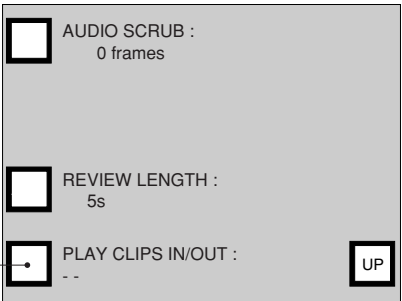 AUDIO SCRUB :
0 frames
REVIEW LENGTH :
5s
PLAY CLIPS IN/OUT :
- -
UP